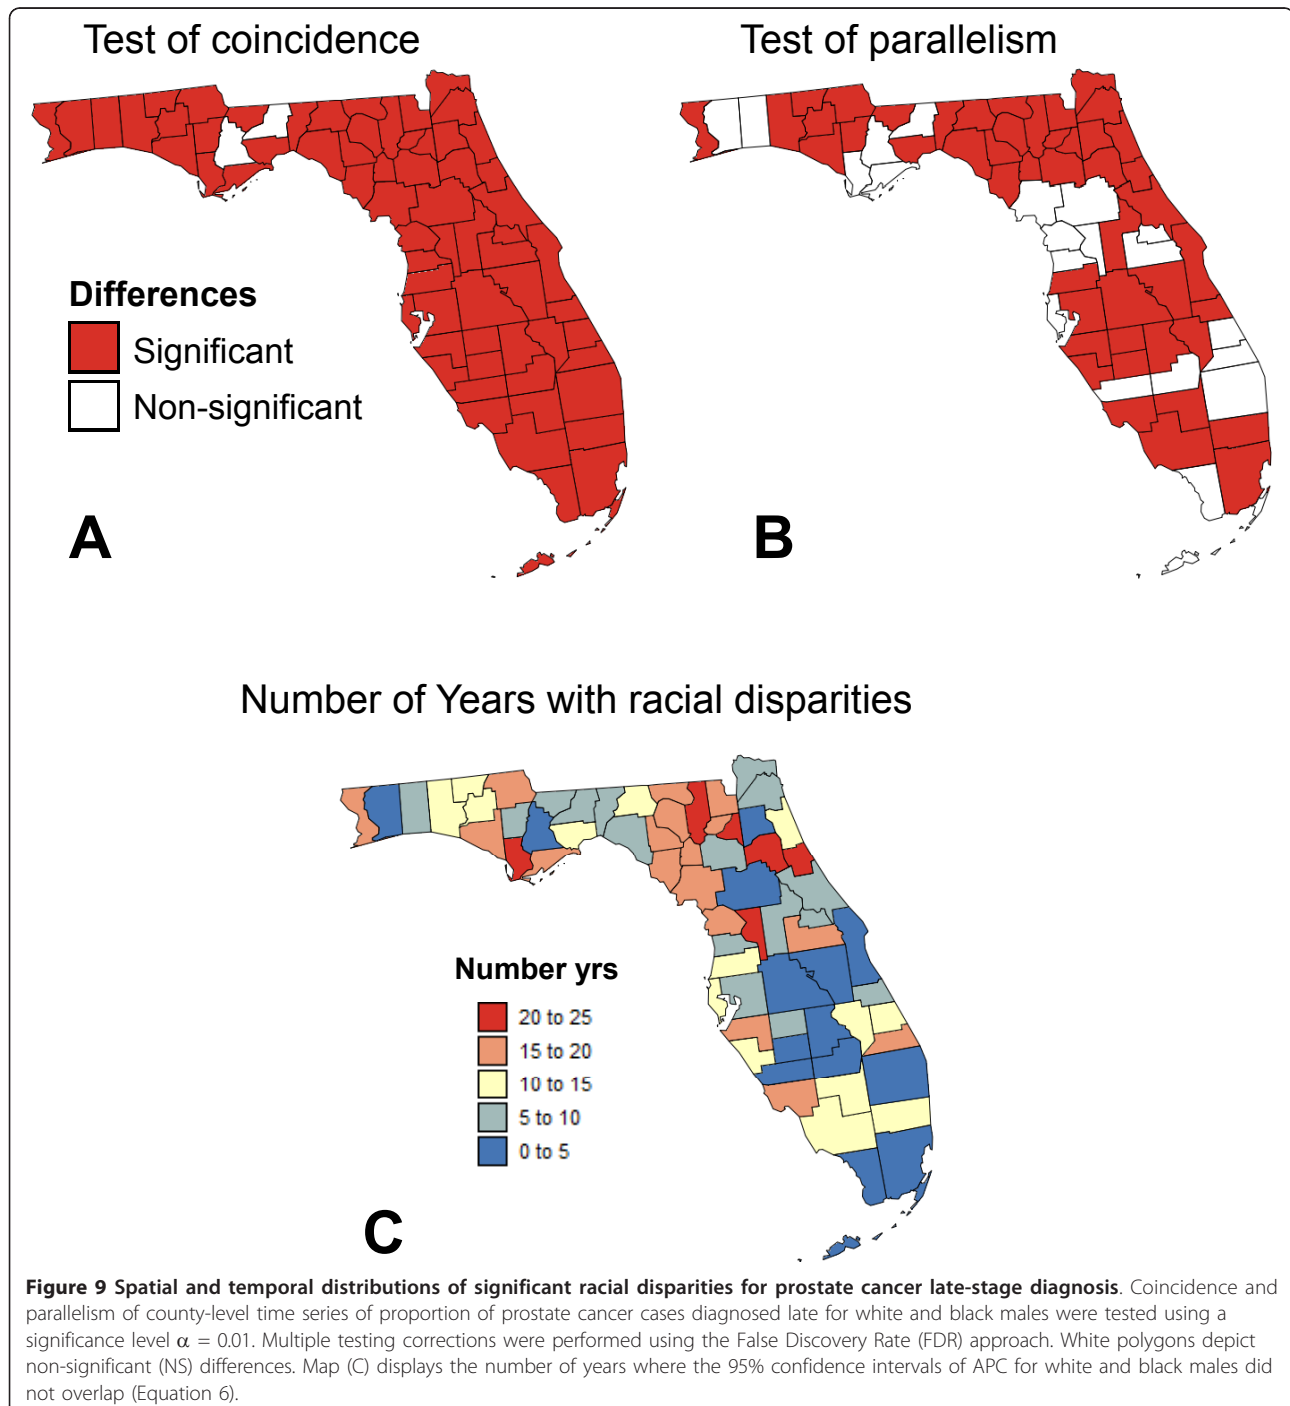 Test of coincidence
Test of parallelism
Differences
Significant
Non-significant
A
B
Number of Years with racial disparities
Number yrs
20 to 25
15 to 20
10 to 15
5 to 10
0 to 5
C
Figure 9 Spatial and temporal distributions of significant racial disparities for prostate cancer late-stage diagnosis. Coincidence and
parallelism of county-level time series of proportion of prostate cancer cases diagnosed late for white and black males were tested using a
significance level α = 0.01. Multiple testing corrections were performed using the False Discovery Rate (FDR) approach. White polygons depict
non-significant (NS) differences. Map (C) displays the number of years where the 95% confidence intervals of APC for white and black males did
not overlap (Equation 6).